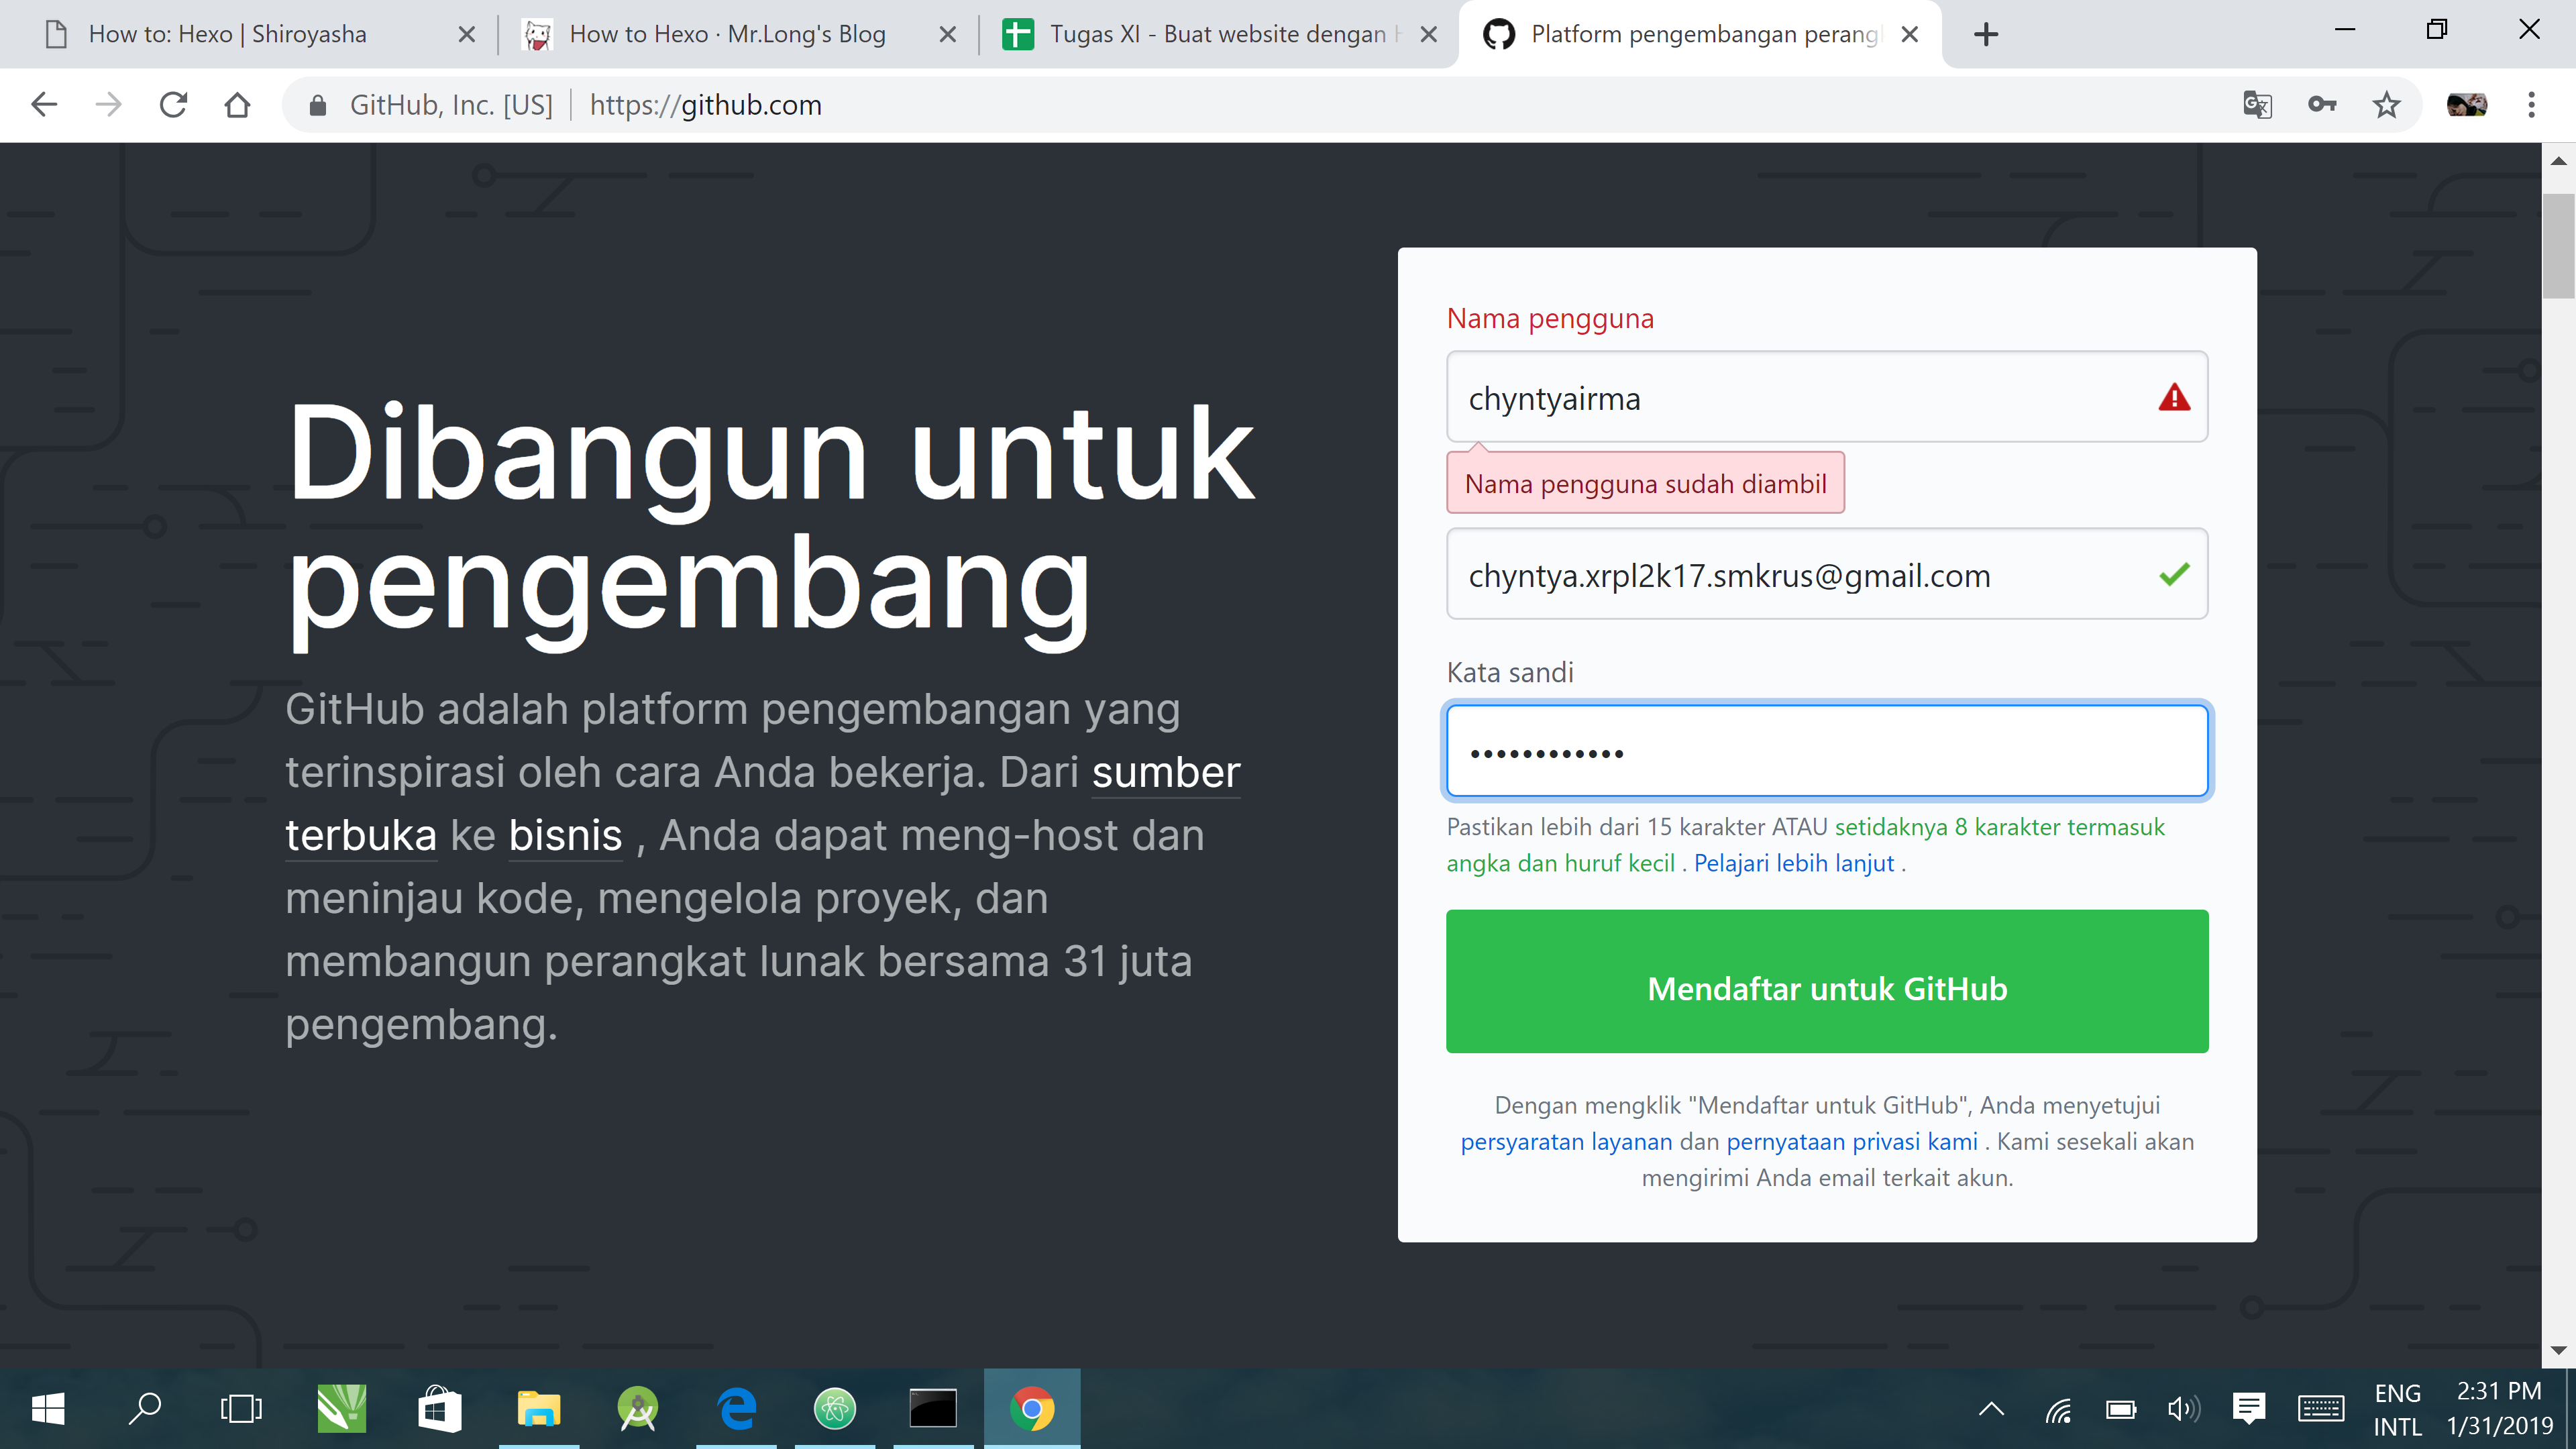 How to: Hexo | Shiroyasha
How to Hexo · Mr.Long's Blog
Tugas XI - Buat website dengan
Platform pengembangan perang
GitHub, Inc. [US]
https://github.com
Dibangun untuk
pengembang
GitHub adalah platform pengembangan yang
terinspirasi oleh cara Anda bekerja. Dari sumber
terbuka ke bisnis , Anda dapat meng-host dan
meninjau kode, mengelola proyek, dan
membangun perangkat lunak bersama 31 juta
pengembang.
Nama pengguna
chyntyairma
Nama pengguna sudah diambil
chyntya.xrpl2k17.smkrus@gmail.com
Kata sandi
••••••••••••
Pastikan lebih dari 15 karakter ATAU setidaknya 8 karakter termasuk
angka dan huruf kecil . Pelajari lebih lanjut .
Mendaftar untuk GitHub
Dengan mengklik "Mendaftar untuk GitHub", Anda menyetujui
persyaratan layanan dan pernyataan privasi kami . Kami sesekali akan
mengirimi Anda email terkait akun.
ENG
INTL
2:31 PM
1/31/2019